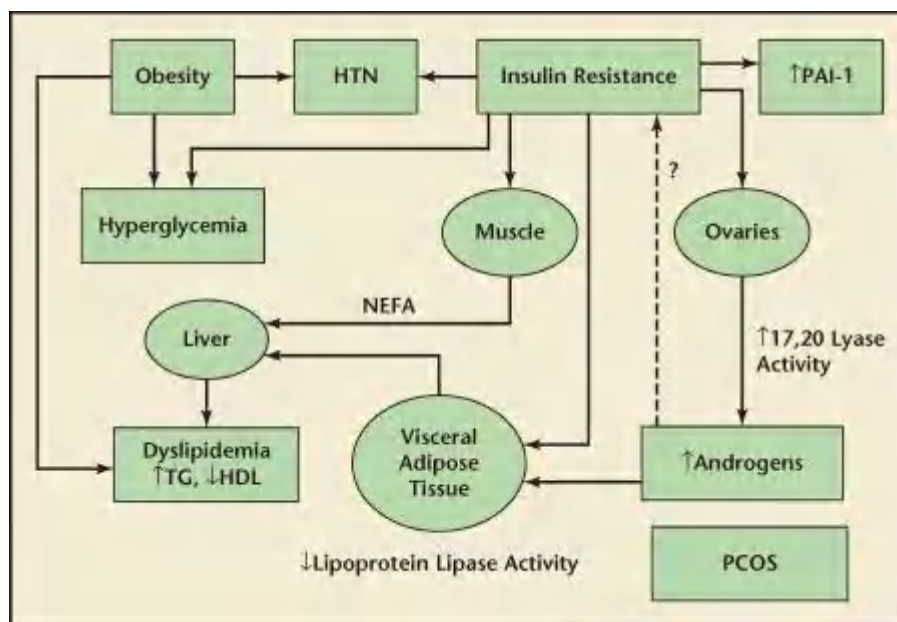 Obesity
HTN
Insulin Resistance
↑PAI-1
?
Hyperglycemia
Muscle
Ovaries
NEFA
Liver
↑17,20 Lyase
Activity
Dyslipidemia
↑TG, ↓HDL
Visceral
Adipose
Tissue
↑Androgens
↓Lipoprotein Lipase Activity
PCOS